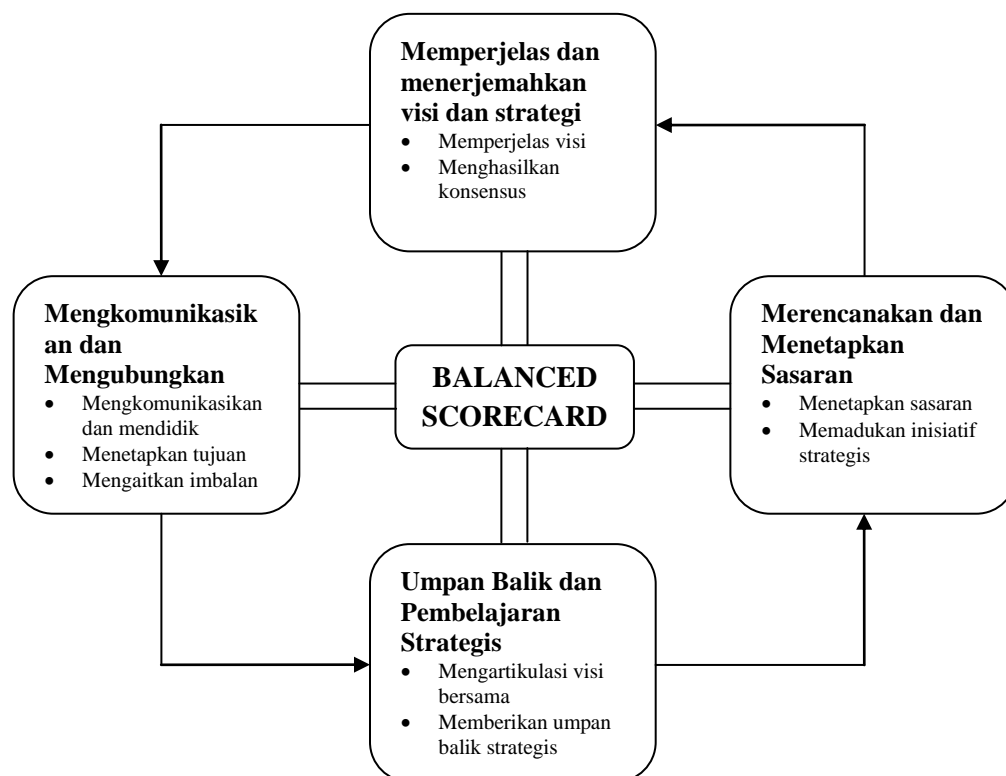 Memperjelas dan
menerjemahkan
visi dan strategi
• Memperjelas visi
• Menghasilkan
konsensus
Mengkomunikasik
an dan
Mengubungkan
• Mengkomunikasikan
dan mendidik
• Menetapkan tujuan
• Mengaitkan imbalan
BALANCED
SCORECARD
Merencanakan dan
Menetapkan
Sasaran
• Menetapkan sasaran
• Memadukan inisiatif
strategis
Umpan Balik dan
Pembelajaran
Strategis
• Mengartikulasi visi
bersama
• Memberikan umpan
balik strategis